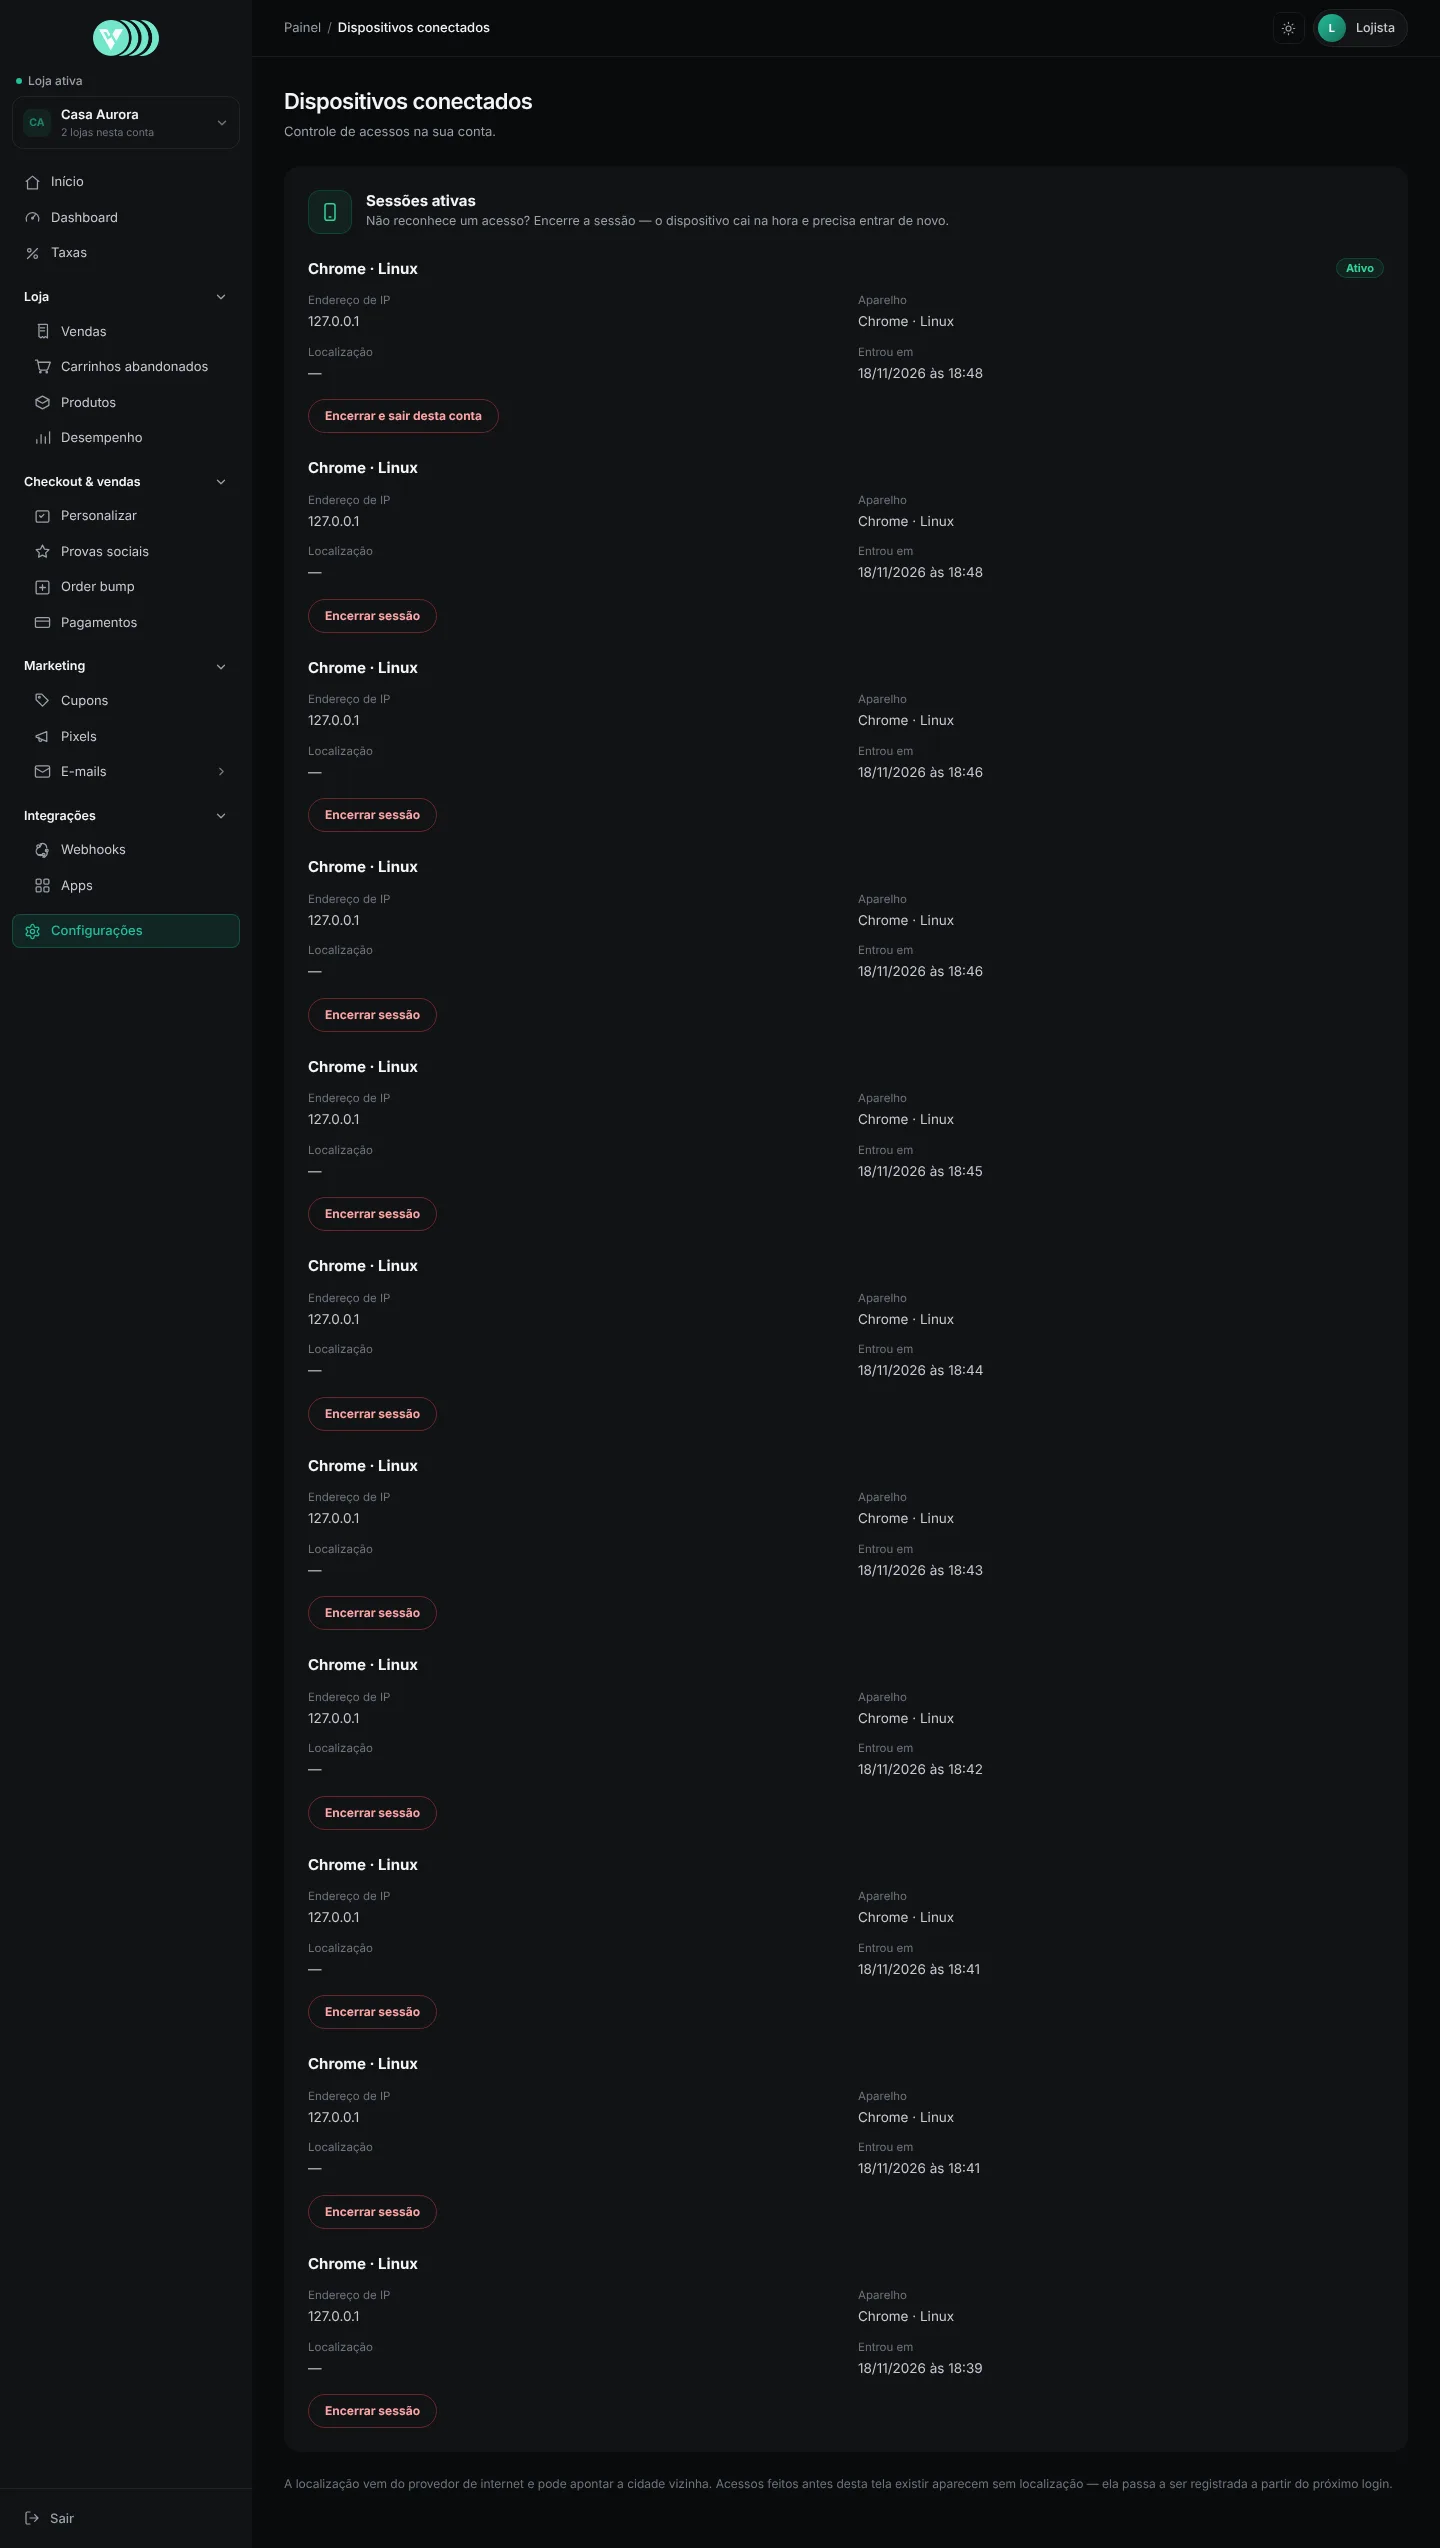 Loja ativa
CA
Casa Aurora
2 lojas nesta conta
Início
Dashboard
Taxas
Loja
Vendas
Carrinhos abandonados
Produtos
Desempenho
Checkout & vendas
Personalizar
Provas sociais
Order bump
Pagamentos
Marketing
Cupons
Pixels
E-mails
Integrações
Webhooks
Apps
Configurações
Sair
Painel / Dispositivos conectados
L Lojista
Dispositivos conectados
Controle de acessos na sua conta.
Sessões ativas
Não reconhece um acesso? Encerre a sessão — o dispositivo cai na hora e precisa entrar de novo.
Chrome · Linux Ativo
Endereço de IP Aparelho
127.0.0.1 Chrome · Linux
Localização Entrou em
— 18/11/2026 às 18:48
Encerrar e sair desta conta
Chrome · Linux
Endereço de IP Aparelho
127.0.0.1 Chrome · Linux
Localização Entrou em
— 18/11/2026 às 18:48
Encerrar sessão
Chrome · Linux
Endereço de IP Aparelho
127.0.0.1 Chrome · Linux
Localização Entrou em
— 18/11/2026 às 18:46
Encerrar sessão
Chrome · Linux
Endereço de IP Aparelho
127.0.0.1 Chrome · Linux
Localização Entrou em
— 18/11/2026 às 18:46
Encerrar sessão
Chrome · Linux
Endereço de IP Aparelho
127.0.0.1 Chrome · Linux
Localização Entrou em
— 18/11/2026 às 18:45
Encerrar sessão
Chrome · Linux
Endereço de IP Aparelho
127.0.0.1 Chrome · Linux
Localização Entrou em
— 18/11/2026 às 18:44
Encerrar sessão
Chrome · Linux
Endereço de IP Aparelho
127.0.0.1 Chrome · Linux
Localização Entrou em
— 18/11/2026 às 18:43
Encerrar sessão
Chrome · Linux
Endereço de IP Aparelho
127.0.0.1 Chrome · Linux
Localização Entrou em
— 18/11/2026 às 18:42
Encerrar sessão
Chrome · Linux
Endereço de IP Aparelho
127.0.0.1 Chrome · Linux
Localização Entrou em
— 18/11/2026 às 18:41
Encerrar sessão
Chrome · Linux
Endereço de IP Aparelho
127.0.0.1 Chrome · Linux
Localização Entrou em
— 18/11/2026 às 18:41
Encerrar sessão
Chrome · Linux
Endereço de IP Aparelho
127.0.0.1 Chrome · Linux
Localização Entrou em
— 18/11/2026 às 18:39
Encerrar sessão
A localização vem do provedor de internet e pode apontar a cidade vizinha. Acessos feitos antes desta tela existir aparecem sem localização — ela passa a ser registrada a partir do próximo login.